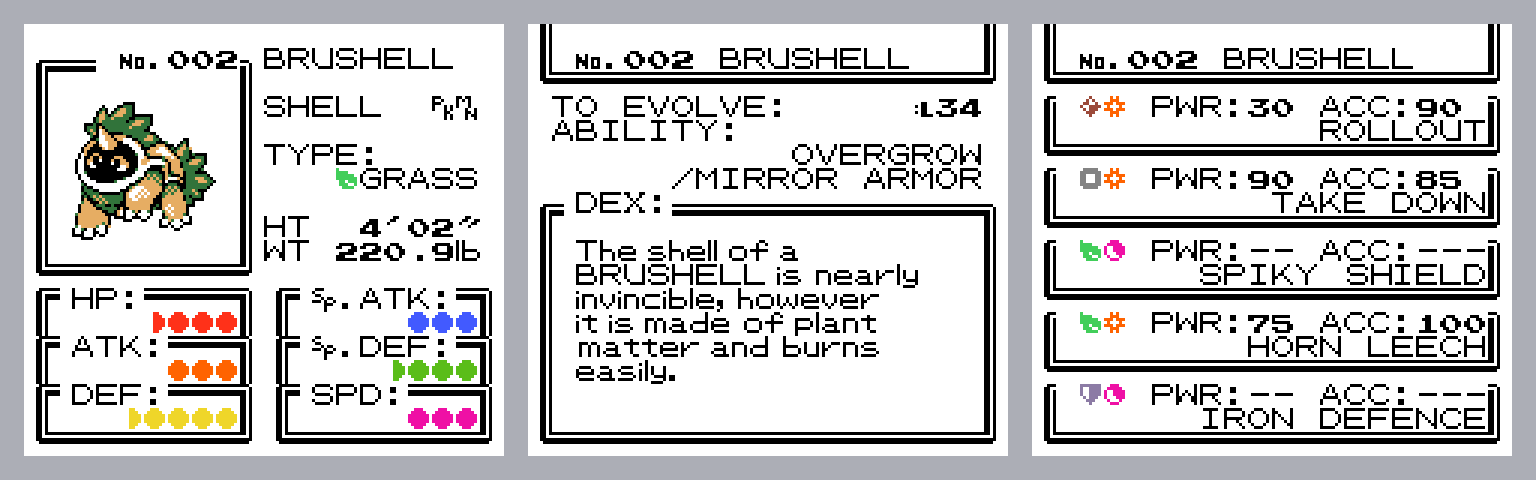 No.002 BRUSHELL
SHELL PKMN
TYPE:
GRASS
HT 4'02"
WT 220.9lb
HP:
ATK:
DEF:
Sp.ATK:
Sp.DEF:
SPD:
No.002 BRUSHELL
TO EVOLVE: :L34
ABILITY:
OVERGROW
/MIRROR ARMOR
DEX:
The shell of a
BRUSHELL is nearly
invincible, however
it is made of plant
matter and burns
easily.
No.002 BRUSHELL
PWR:30 ACC:90
ROLLOUT
PWR:90 ACC:85
TAKE DOWN
PWR:-- ACC:---
SPIKY SHIELD
PWR:75 ACC:100
HORN LEECH
PWR:-- ACC:---
IRON DEFENCE